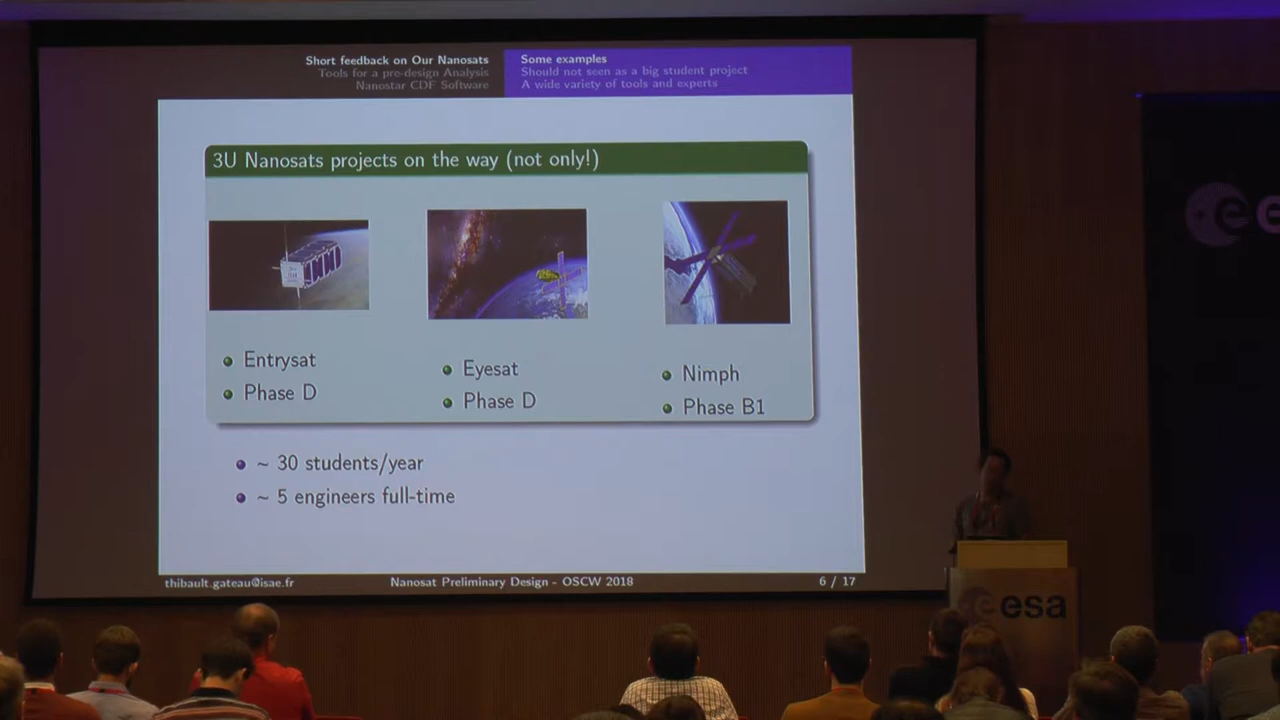 Short feedback on Our Nanosats
Tools for a pre-design Analysis
Nanostar CDF Software
Some examples
Should not seen as a big student project
A wide variety of tools and experts
3U Nanosats projects on the way (not only!)
Entrysat
Phase D
Eyesat
Phase D
Nimph
Phase B1
~ 30 students/year
~ 5 engineers full-time
thibault.gateau@isae.fr
Nanosat Preliminary Design - OSCW 2018
6 / 17
esa